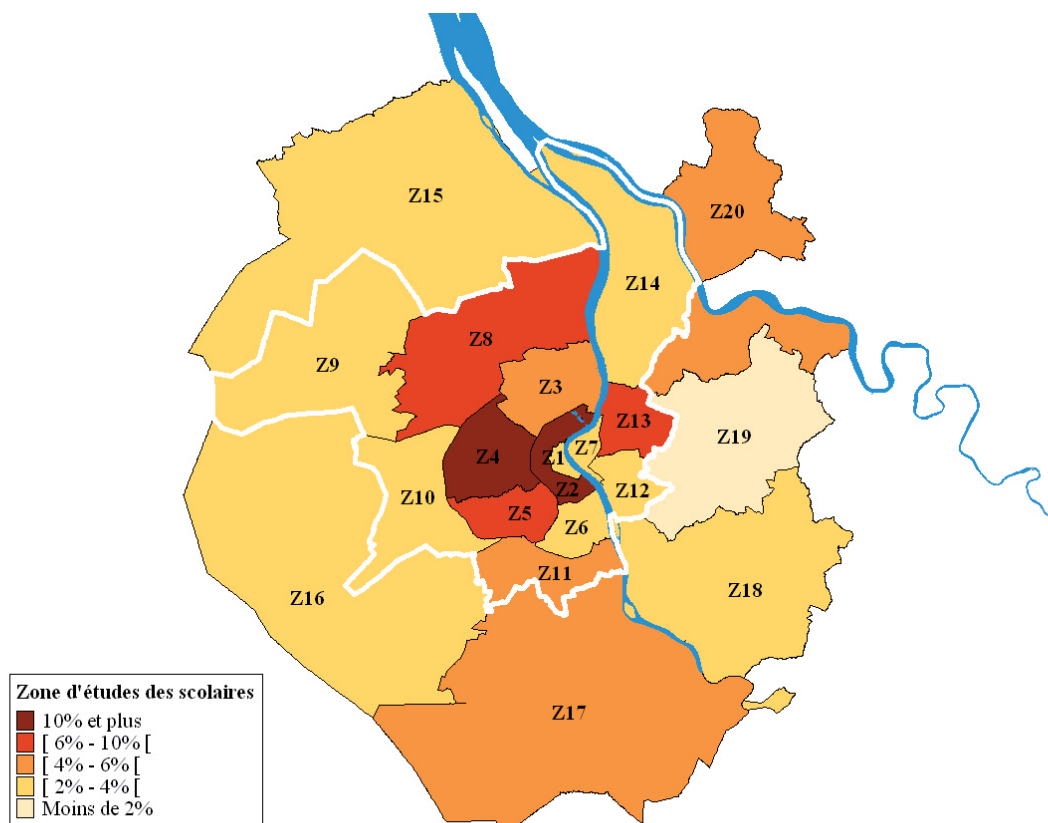 Z15
Z20
Z14
Z8
Z9
Z3
Z13
Z19
Z7
Z4
Z1
Z2
Z12
Z10
Z5
Z6
Z11
Z18
Z16
Z17
Zone d'études des scolaires
10% et plus
[ 6% - 10% [
[ 4% - 6% [
[ 2% - 4% [
Moins de 2%